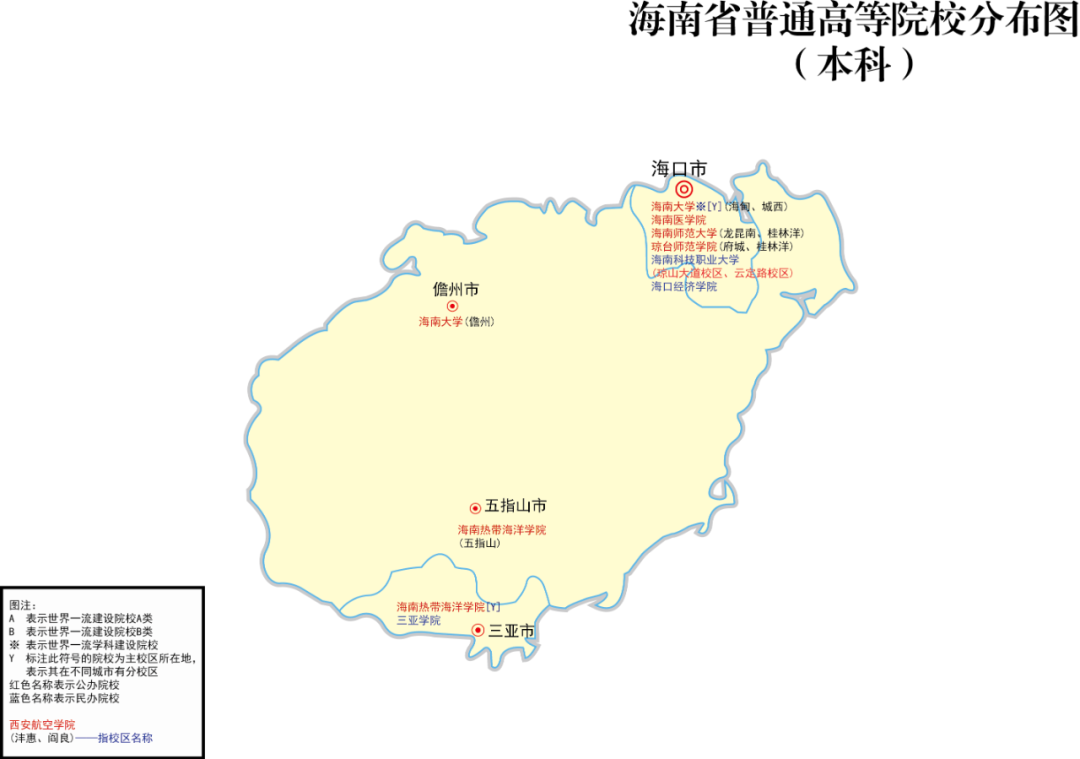 海南省普通高等院校分布图
（本科）
海口市
海南大学※[Y](海甸、城西)
海南医学院
海南师范大学(龙昆南、桂林洋)
琼台师范学院(府城、桂林洋)
海南科技职业大学
(琼山大道校区、云定路校区)
海口经济学院
儋州市
海南大学(儋州)
五指山市
海南热带海洋学院
(五指山)
海南热带海洋学院[Y]
三亚学院
三亚市
图注：
A 表示世界一流建设院校A类
B 表示世界一流建设院校B类
※ 表示世界一流学科建设院校
Y 标注此符号的院校为主校区所在地，
表示其在不同城市有分校区
红色名称表示公办院校
蓝色名称表示民办院校
西安航空学院
(沣惠、阎良)——指校区名称